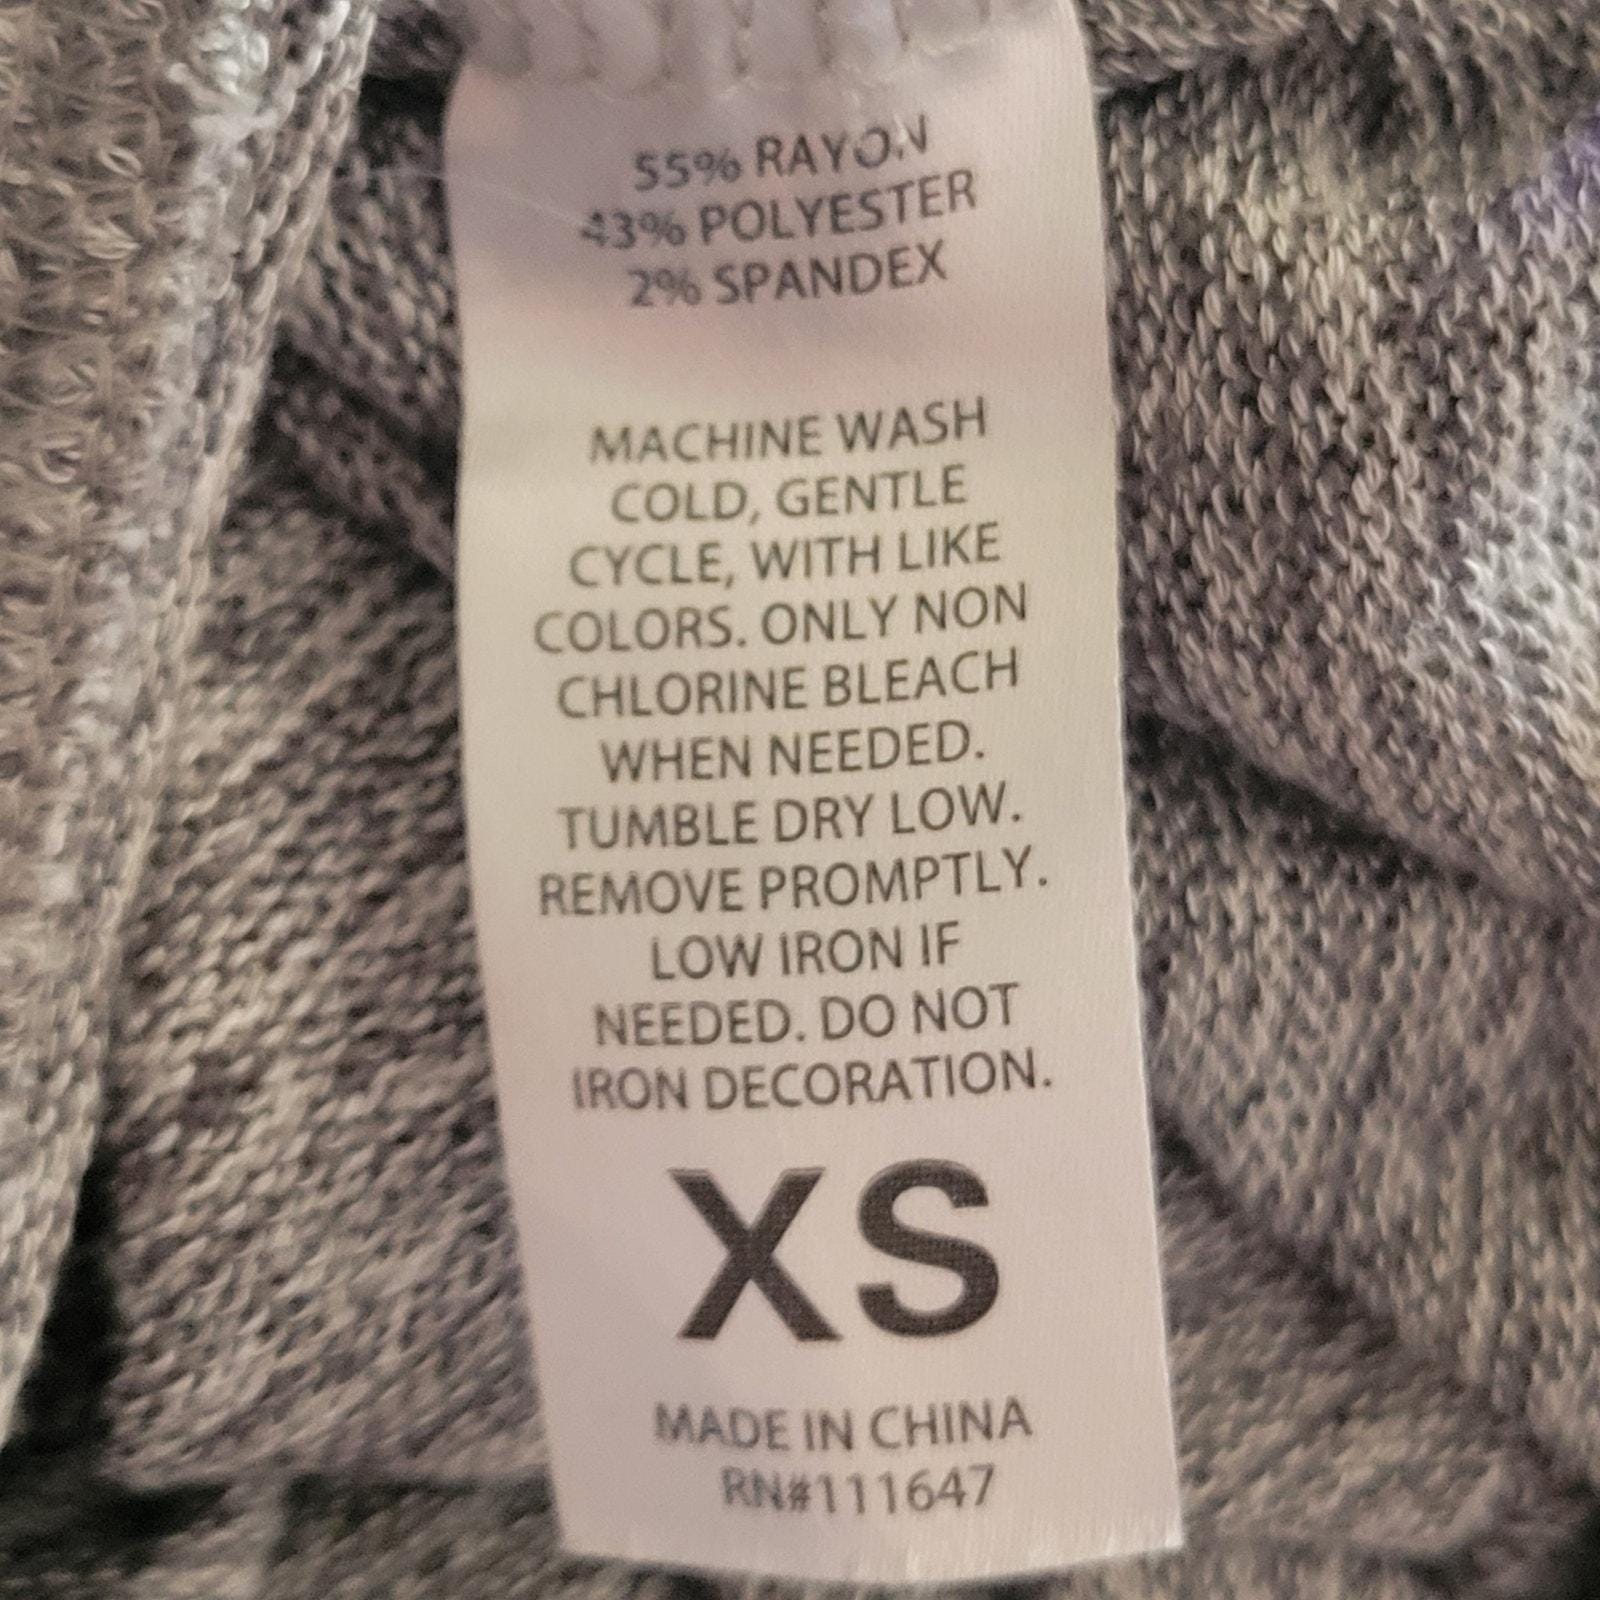 55% RAYON
43% POLYESTER
2% SPANDEX
MACHINE WASH
COLD, GENTLE
CYCLE, WITH LIKE
COLORS. ONLY NON
CHLORINE BLEACH
WHEN NEEDED.
TUMBLE DRY LOW.
REMOVE PROMPTLY.
LOW IRON IF
NEEDED. DO NOT
IRON DECORATION.
XS
MADE IN CHINA
RN#111647